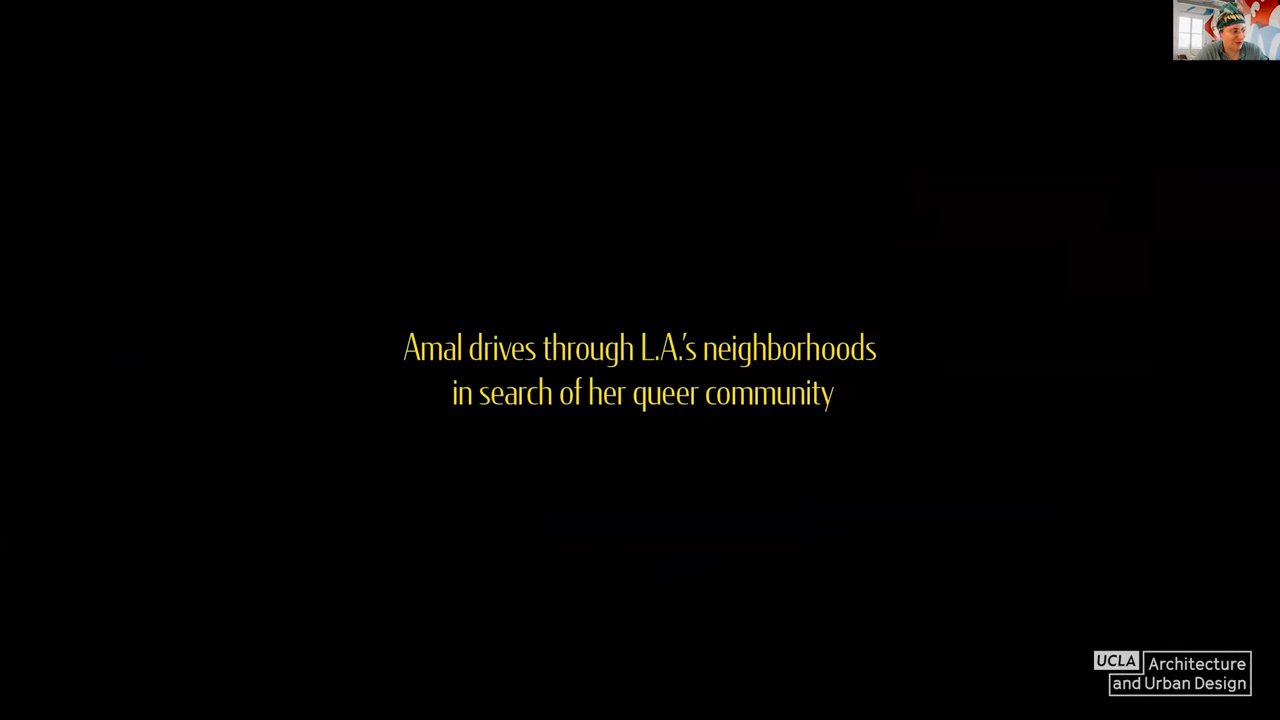 Amal drives through L.A.'s neighborhoods
in search of her queer community
UCLA Architecture
and Urban Design